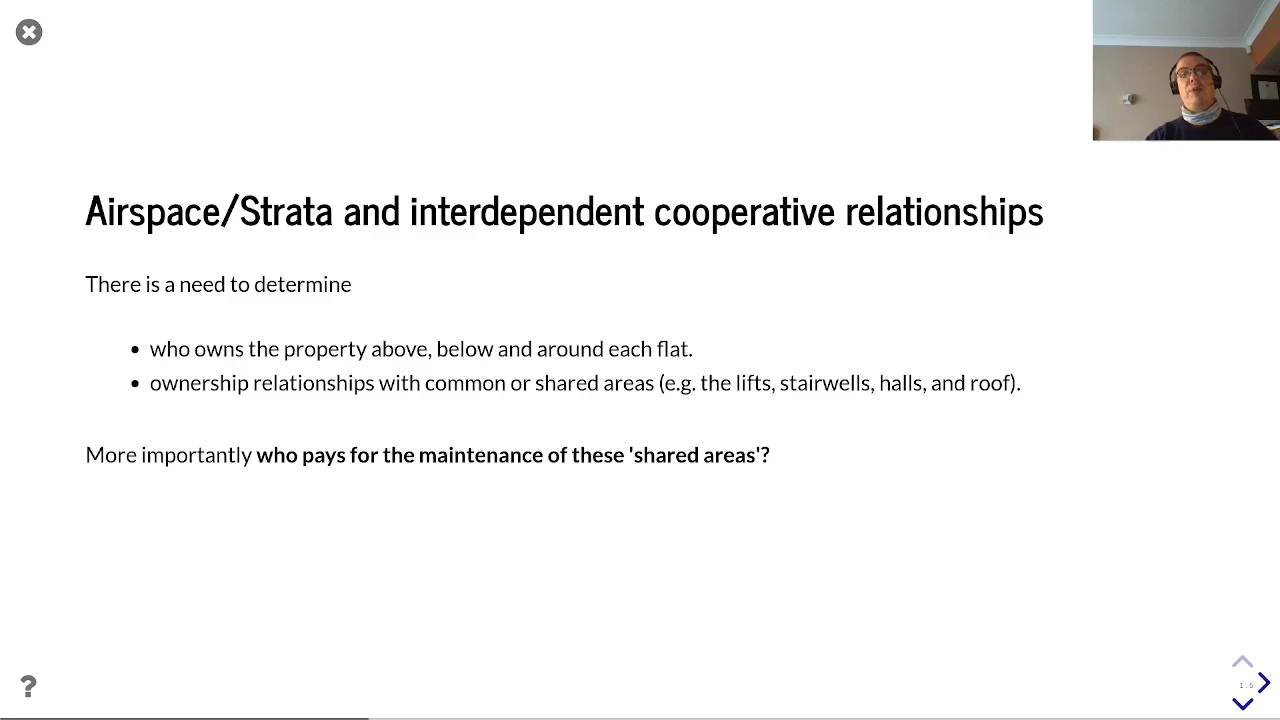 Airspace/Strata and interdependent cooperative relationships
There is a need to determine
• who owns the property above, below and around each flat.
• ownership relationships with common or shared areas (e.g. the lifts, stairwells, halls, and roof).
More importantly who pays for the maintenance of these 'shared areas'?
?
1.5